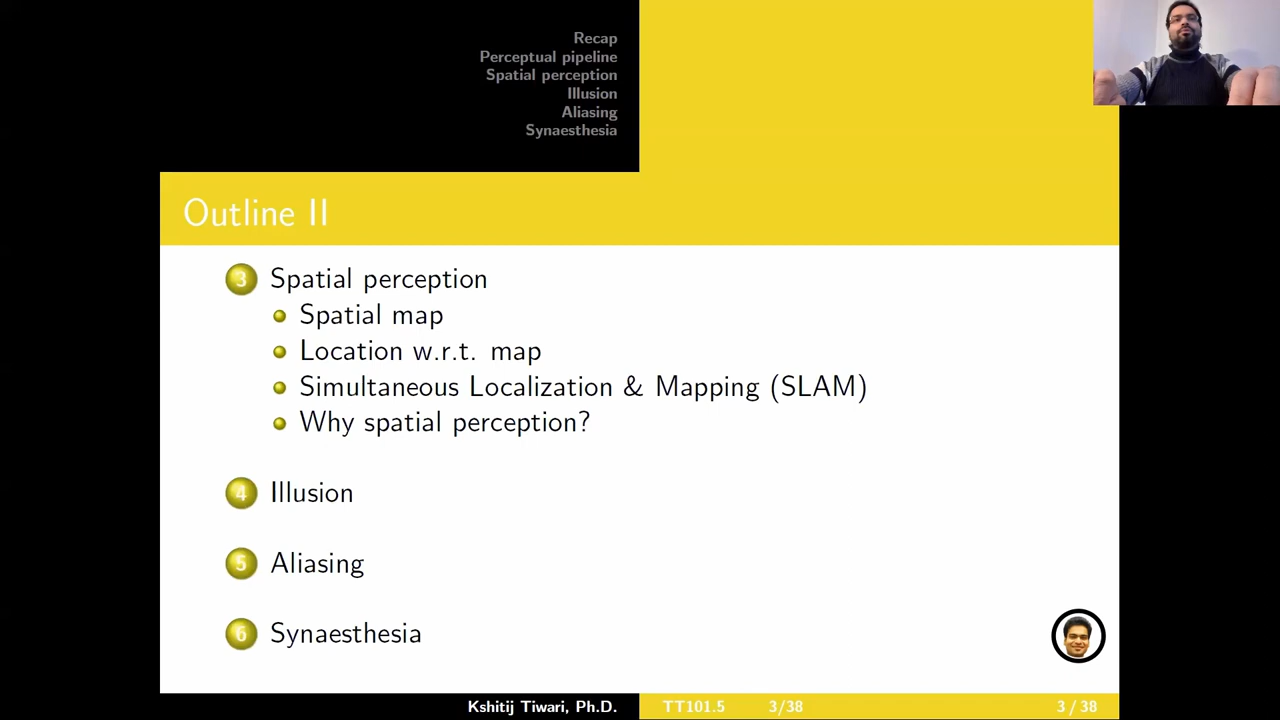 Recap
Perceptual pipeline
Spatial perception
Illusion
Aliasing
Synaesthesia
Outline II
3 Spatial perception
Spatial map
Location w.r.t. map
Simultaneous Localization & Mapping (SLAM)
Why spatial perception?
4 Illusion
5 Aliasing
6 Synaesthesia
Kshitij Tiwari, Ph.D. TT101.5 3/38 3 / 38